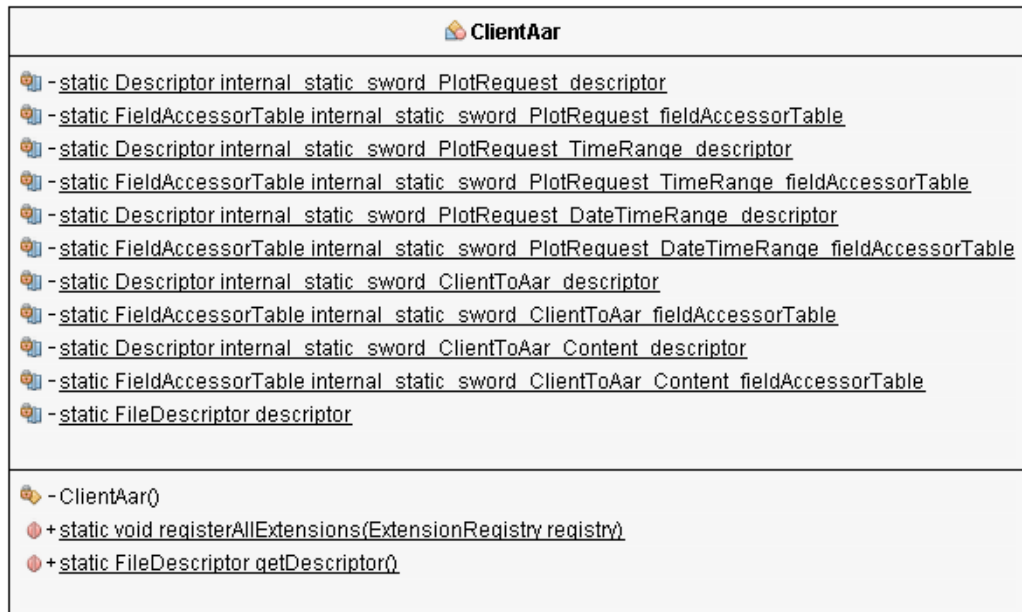 ClientAar
- static Descriptor internal_static_sword_PlotRequest_descriptor
- static FieldAccessorTable internal_static_sword_PlotRequest_fieldAccessorTable
- static Descriptor internal_static_sword_PlotRequest_TimeRange_descriptor
- static FieldAccessorTable internal_static_sword_PlotRequest_TimeRange_fieldAccessorTable
- static Descriptor internal_static_sword_PlotRequest_DateTimeRange_descriptor
- static FieldAccessorTable internal_static_sword_PlotRequest_DateTimeRange_fieldAccessorTable
- static Descriptor internal_static_sword_ClientToAar_descriptor
- static FieldAccessorTable internal_static_sword_ClientToAar_fieldAccessorTable
- static Descriptor internal_static_sword_ClientToAar_Content_descriptor
- static FieldAccessorTable internal_static_sword_ClientToAar_Content_fieldAccessorTable
- static FileDescriptor descriptor
- ClientAar()
+ static void registerAllExtensions(ExtensionRegistry registry)
+ static FileDescriptor getDescriptor()